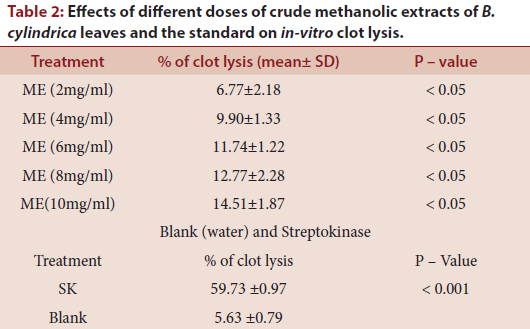 Table 2: Effects of different doses of crude methanolic extracts of B.
cylindrica leaves and the standard on in-vitro clot lysis.
Treatment % of clot lysis (mean± SD) P – value
ME (2mg/ml) 6.77±2.18 < 0.05
ME (4mg/ml) 9.90±1.33 < 0.05
ME (6mg/ml) 11.74±1.22 < 0.05
ME (8mg/ml) 12.77±2.28 < 0.05
ME(10mg/ml) 14.51±1.87 < 0.05
Blank (water) and Streptokinase
Treatment % of clot lysis P – Value
SK 59.73 ±0.97 < 0.001
Blank 5.63 ±0.79